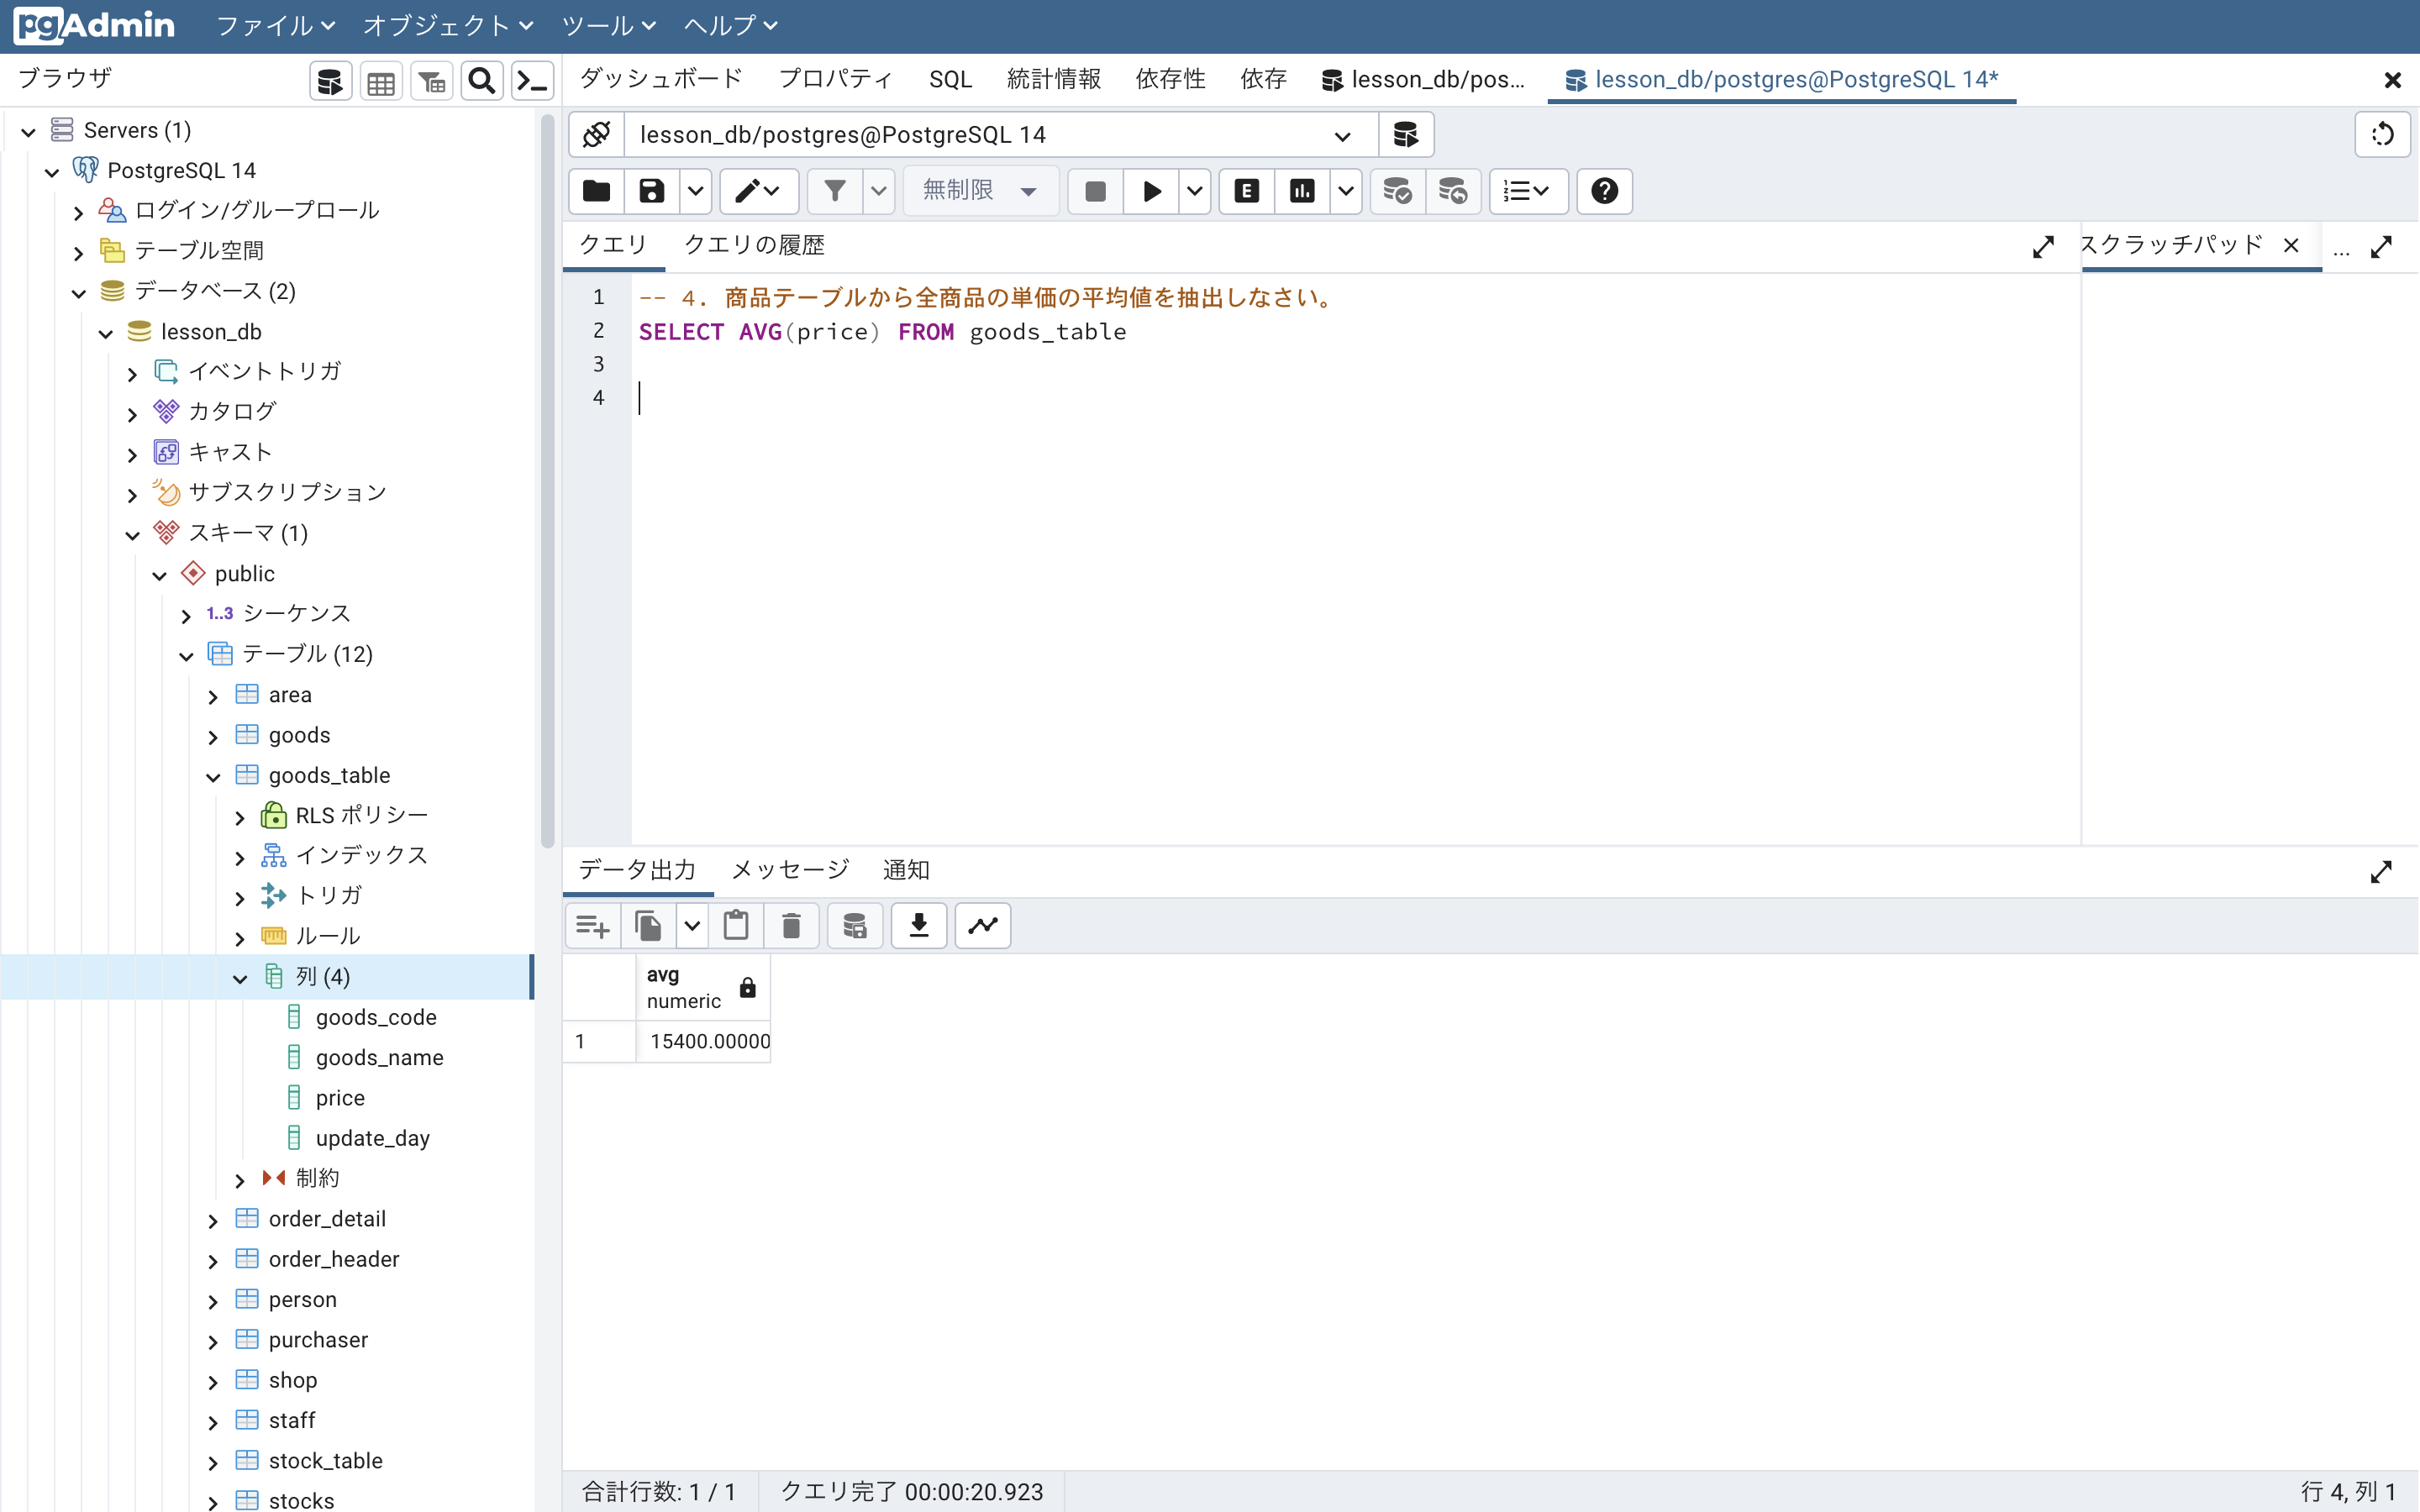 pgAdmin ファイル オブジェクト ツール ヘルプ
ブラウザ
ダッシュボード プロパティ SQL 統計情報 依存性 依存 lesson_db/pos... lesson_db/postgres@PostgreSQL 14*
Servers (1)
PostgreSQL 14
ログイン/グループロール
テーブル空間
データベース (2)
lesson_db
イベントトリガ
カタログ
キャスト
サブスクリプション
スキーマ (1)
public
1..3 シーケンス
テーブル (12)
area
goods
goods_table
RLS ポリシー
インデックス
トリガ
ルール
列 (4)
goods_code
goods_name
price
update_day
制約
order_detail
order_header
person
purchaser
shop
staff
stock_table
stocks
lesson_db/postgres@PostgreSQL 14
無制限 E
クエリ クエリの履歴
スクラッチパッド ...
1 -- 4. 商品テーブルから全商品の単価の平均値を抽出しなさい。
2 SELECT AVG(price) FROM goods_table
3
4
データ出力 メッセージ 通知
avg
numeric
1 15400.00000
合計行数: 1 / 1 クエリ完了 00:00:20.923 行 4, 列 1